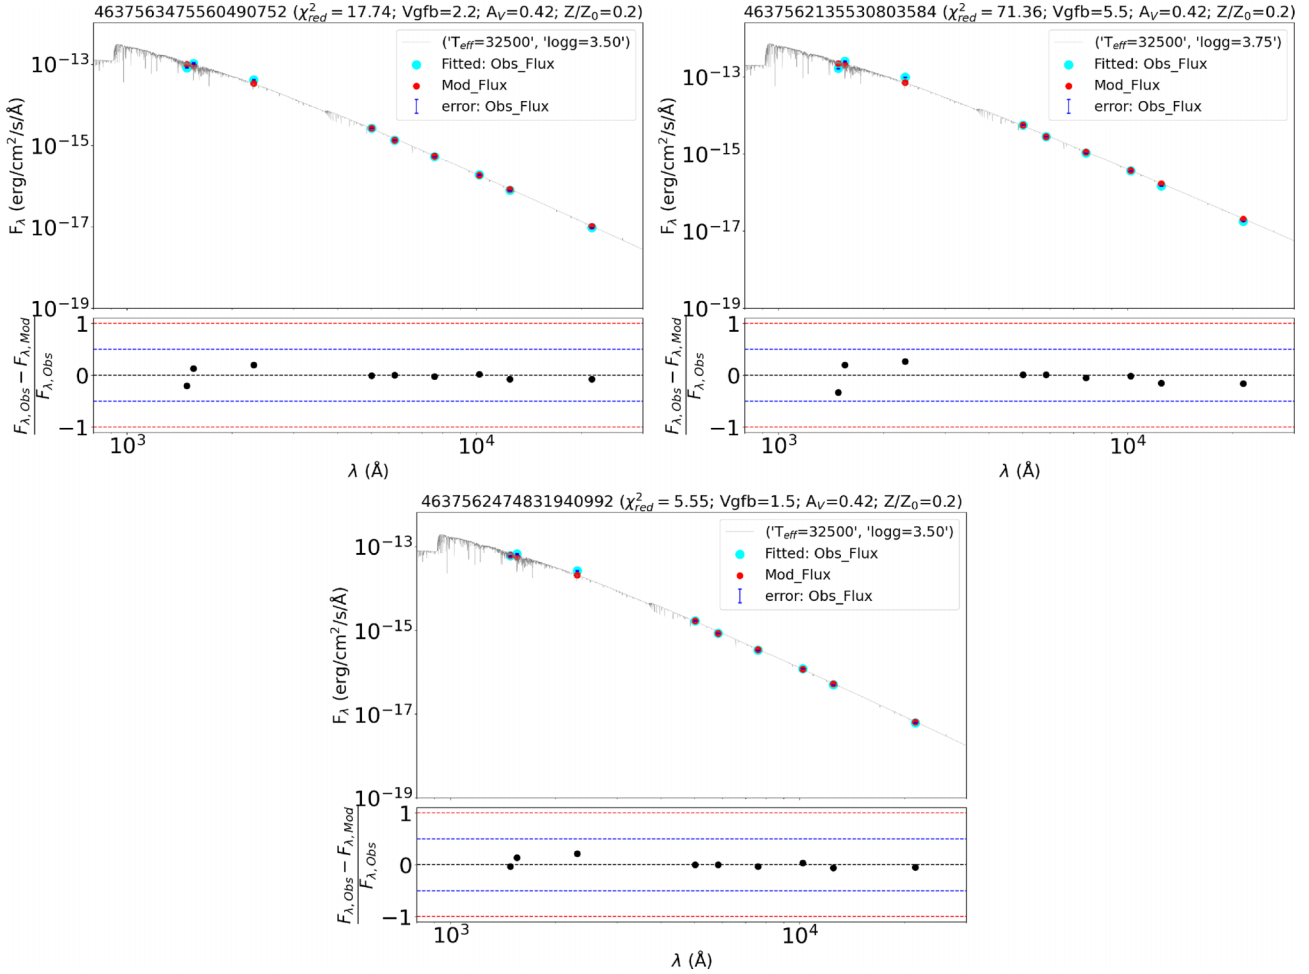 4637563475560490752 (χ²red = 17.74; Vgfb=2.2; AV=0.42; Z/Z0=0.2)
('Teff=32500', 'logg=3.50')
Fitted: Obs_Flux
Mod_Flux
error: Obs_Flux
Fλ (erg/cm²/s/Å)
10⁻¹³
10⁻¹⁵
10⁻¹⁷
10⁻¹⁹
Fλ,Obs − Fλ,Mod
Fλ,Obs
1
0
−1
10³
10⁴
λ (Å)
4637562135530803584 (χ²red = 71.36; Vgfb=5.5; AV=0.42; Z/Z0=0.2)
('Teff=32500', 'logg=3.75')
Fitted: Obs_Flux
Mod_Flux
error: Obs_Flux
Fλ (erg/cm²/s/Å)
10⁻¹³
10⁻¹⁵
10⁻¹⁷
10⁻¹⁹
Fλ,Obs − Fλ,Mod
Fλ,Obs
1
0
−1
10³
10⁴
λ (Å)
4637562474831940992 (χ²red = 5.55; Vgfb=1.5; AV=0.42; Z/Z0=0.2)
('Teff=32500', 'logg=3.50')
Fitted: Obs_Flux
Mod_Flux
error: Obs_Flux
Fλ (erg/cm²/s/Å)
10⁻¹³
10⁻¹⁵
10⁻¹⁷
10⁻¹⁹
Fλ,Obs − Fλ,Mod
Fλ,Obs
1
0
−1
10³
10⁴
λ (Å)